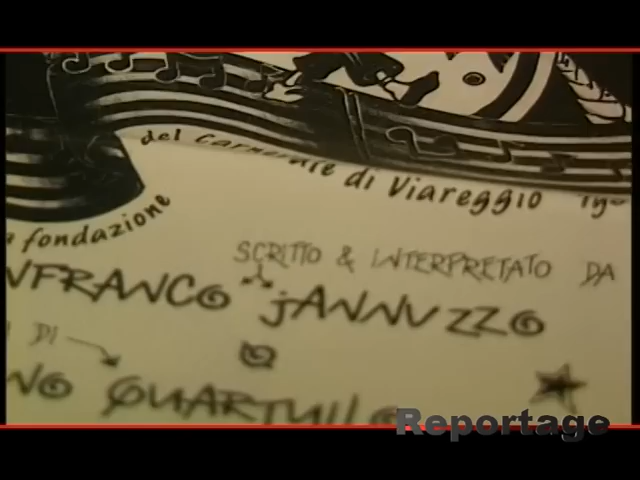 del Carnevale di Viareggio
fondazione
SCRITTO & INTERPRETATO DA
NFRANCO jANNUZZO
DI
NO QUARTULLO
Reportage